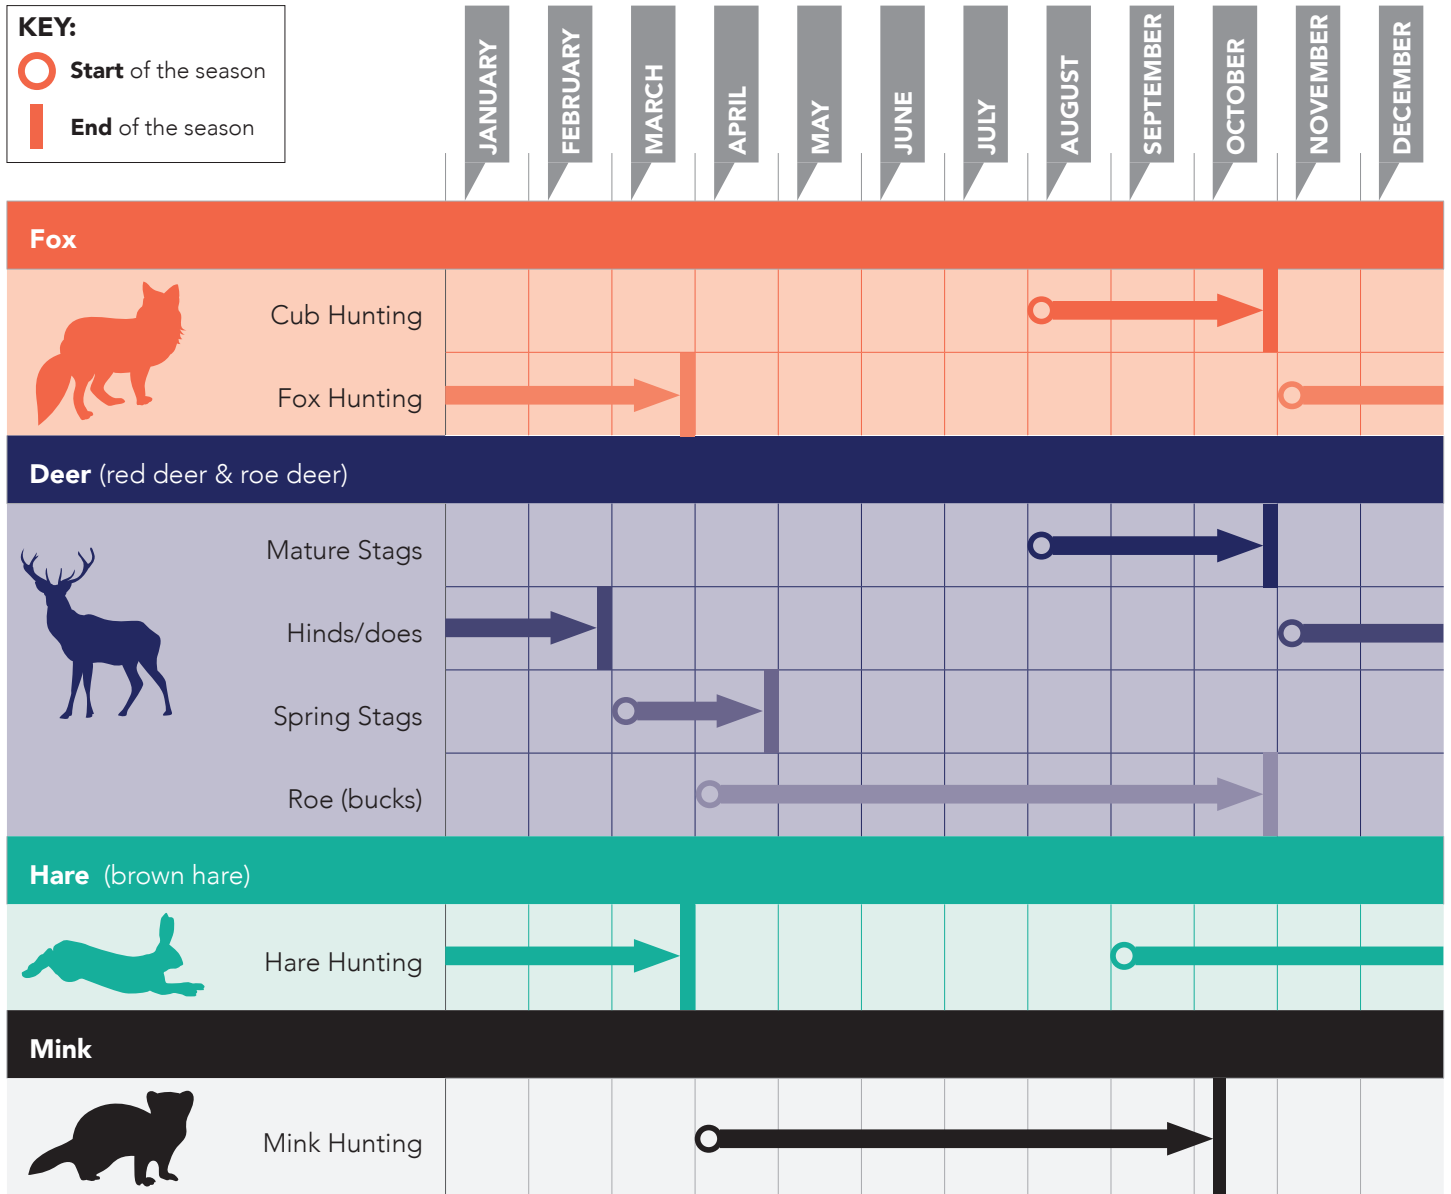 KEY:
Start of the season
End of the season
JANUARY
FEBRUARY
MARCH
APRIL
MAY
JUNE
JULY
AUGUST
SEPTEMBER
OCTOBER
NOVEMBER
DECEMBER
Fox
Cub Hunting
Fox Hunting
Deer (red deer & roe deer)
Mature Stags
Hinds/does
Spring Stags
Roe (bucks)
Hare (brown hare)
Hare Hunting
Mink
Mink Hunting